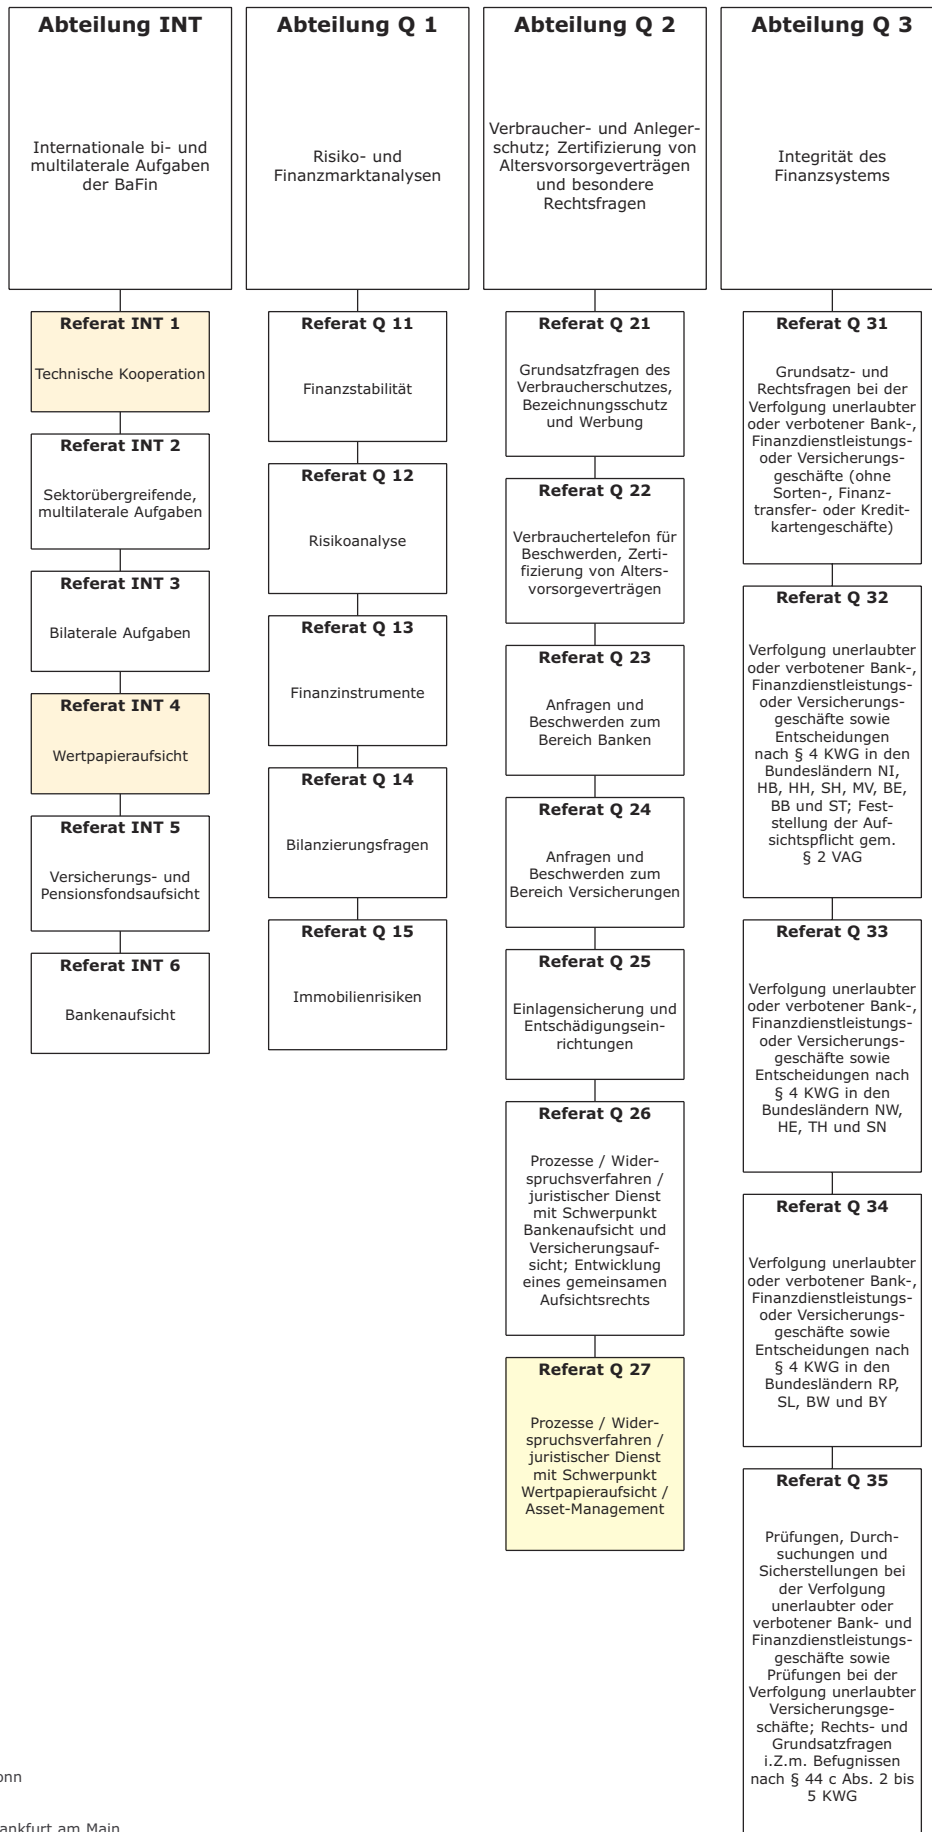 Abteilung INT
Internationale bi- und
multilaterale Aufgaben
der BaFin
Referat INT 1
Technische Kooperation
Referat INT 2
Sektorübergreifende,
multilaterale Aufgaben
Referat INT 3
Bilaterale Aufgaben
Referat INT 4
Wertpapieraufsicht
Referat INT 5
Versicherungs- und
Pensionsfondsaufsicht
Referat INT 6
Bankenaufsicht
Abteilung Q 1
Risiko- und
Finanzmarktanalysen
Referat Q 11
Finanzstabilität
Referat Q 12
Risikoanalyse
Referat Q 13
Finanzinstrumente
Referat Q 14
Bilanzierungsfragen
Referat Q 15
Immobilienrisiken
Abteilung Q 2
Verbraucher- und Anleger-
schutz; Zertifizierung von
Altersvorsorgeverträgen
und besondere
Rechtsfragen
Referat Q 21
Grundsatzfragen des
Verbraucherschutzes,
Bezeichnungsschutz
und Werbung
Referat Q 22
Verbrauchertelefon für
Beschwerden, Zerti-
fizierung von Alters-
vorsorgeverträgen
Referat Q 23
Anfragen und
Beschwerden zum
Bereich Banken
Referat Q 24
Anfragen und
Beschwerden zum
Bereich Versicherungen
Referat Q 25
Einlagensicherung und
Entschädigungsein-
richtungen
Referat Q 26
Prozesse / Wider-
spruchsverfahren /
juristischer Dienst
mit Schwerpunkt
Bankenaufsicht und
Versicherungsauf-
sicht; Entwicklung
eines gemeinsamen
Aufsichtsrechts
Referat Q 27
Prozesse / Wider-
spruchsverfahren /
juristischer Dienst
mit Schwerpunkt
Wertpapieraufsicht /
Asset-Management
Abteilung Q 3
Integrität des
Finanzsystems
Referat Q 31
Grundsatz- und
Rechtsfragen bei der
Verfolgung unerlaubter
oder verbotener Bank-,
Finanzdienstleistungs-
oder Versicherungs-
geschäfte (ohne
Sorten-, Finanz-
transfer- oder Kredit-
kartengeschäfte)
Referat Q 32
Verfolgung unerlaubter
oder verbotener Bank-,
Finanzdienstleistungs-
oder Versicherungs-
geschäfte sowie
Entscheidungen
nach § 4 KWG in den
Bundesländern NI,
HB, HH, SH, MV, BE,
BB und ST; Fest-
stellung der Auf-
sichtspflicht gem.
§ 2 VAG
Referat Q 33
Verfolgung unerlaubter
oder verbotener Bank-,
Finanzdienstleistungs-
oder Versicherungs-
geschäfte sowie
Entscheidungen nach
§ 4 KWG in den
Bundesländern NW,
HE, TH und SN
Referat Q 34
Verfolgung unerlaubter
oder verbotener Bank-,
Finanzdienstleistungs-
oder Versicherungs-
geschäfte sowie
Entscheidungen nach
§ 4 KWG in den
Bundesländern RP,
SL, BW und BY
Referat Q 35
Prüfungen, Durch-
suchungen und
Sicherstellungen bei
der Verfolgung
unerlaubter oder
verbotener Bank- und
Finanzdienstleistungs-
geschäfte sowie
Prüfungen bei der
Verfolgung unerlaubter
Versicherungsge-
schäfte; Rechts- und
Grundsatzfragen
i.Z.m. Befugnissen
nach § 44 c Abs. 2 bis
5 KWG
onn
ankfurt am Main